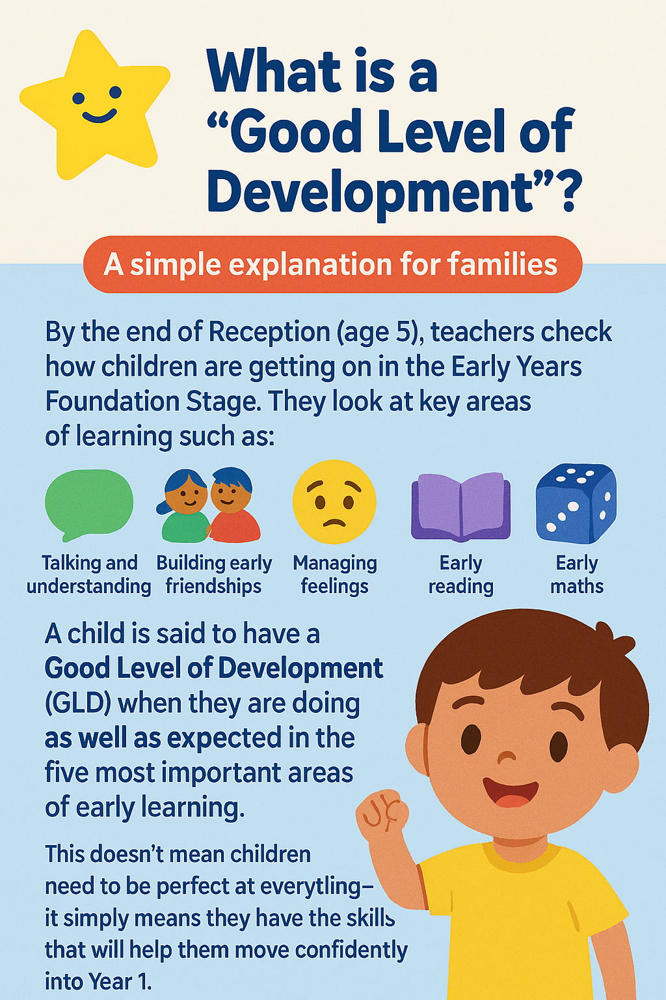 What is a
“Good Level of
Development”?
A simple explanation for families
By the end of Reception (age 5), teachers check
how children are getting on in the Early Years
Foundation Stage. They look at key areas
of learning such as:
Talking and
understanding
Building early
friendships
Managing
feelings
Early
reading
Early
maths
A child is said to have a
Good Level of Development
(GLD) when they are doing
as well as expected in the
five most important areas
of early learning.
This doesn’t mean children
need to be perfect at everytling–
it simply means they have the skills
that will help them move confidently
into Year 1.